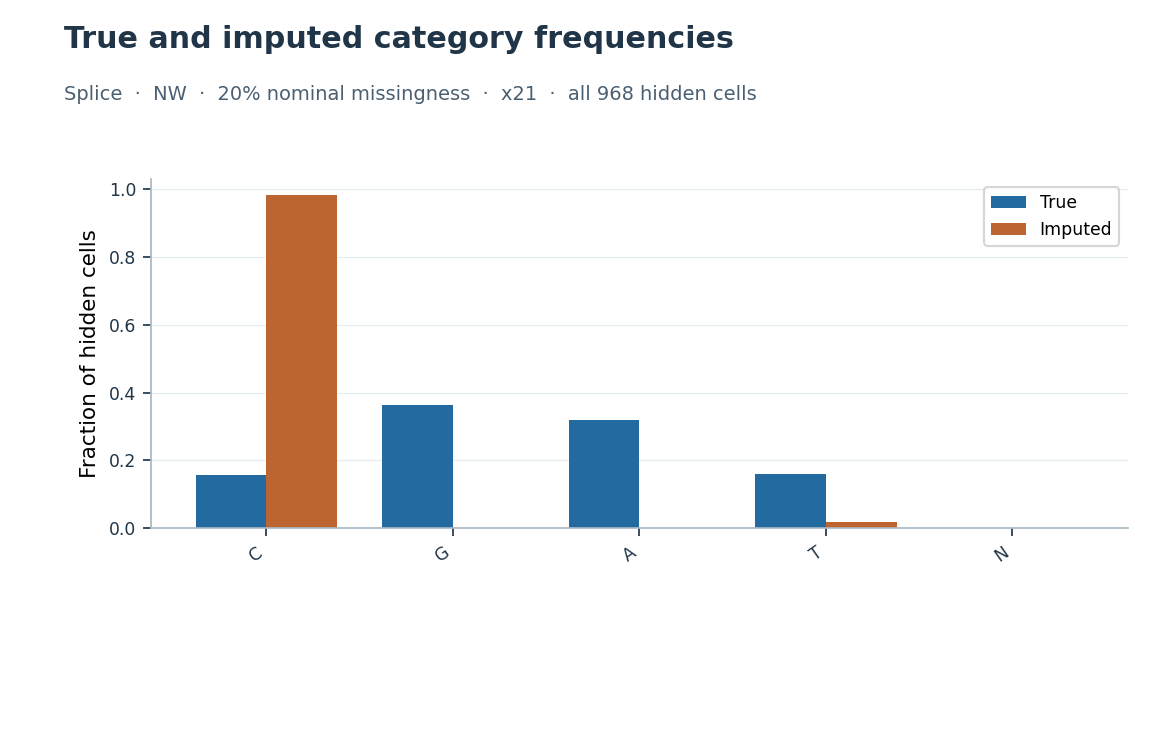 True and imputed category frequencies
Splice · NW · 20% nominal missingness · x21 · all 968 hidden cells
Fraction of hidden cells
1.0
0.8
0.6
0.4
0.2
0.0
True
Imputed
C
G
A
T
N